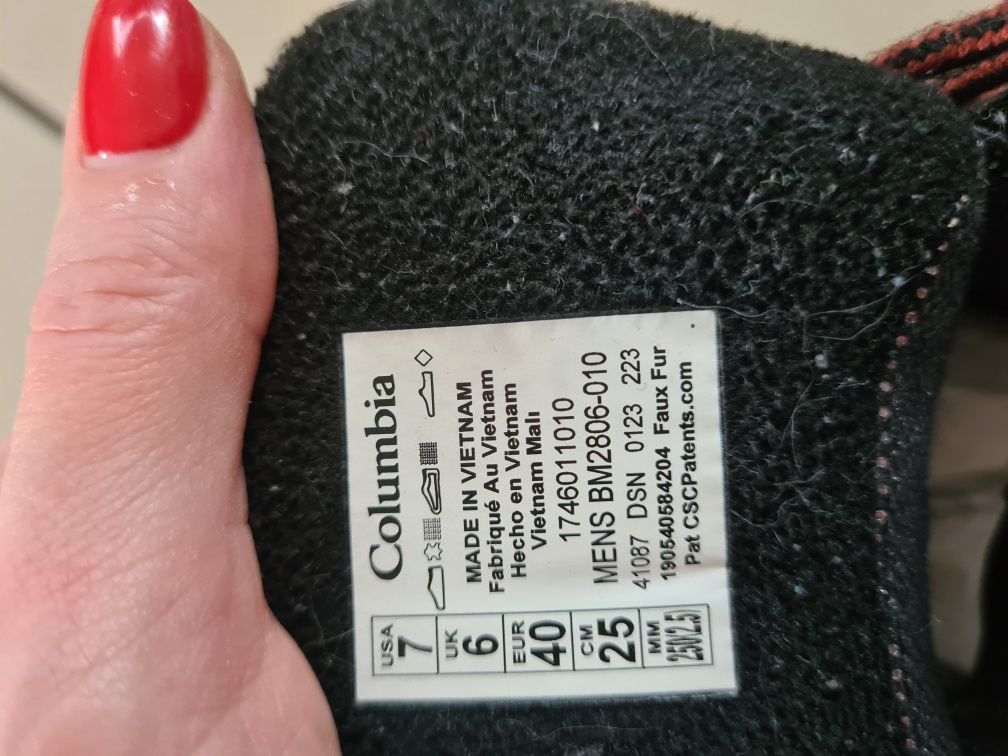 Columbia
MADE IN VIETNAM
Fabriqué Au Vietnam
Hecho en Vietnam
Vietnam Malı
1746011010
MENS BM2806-010
41087 DSN 0123 223
190540584204 Faux Fur
Pat CSCPatents.com
USA
7
UK
6
EUR
40
CM
25
MM
250(2.5)